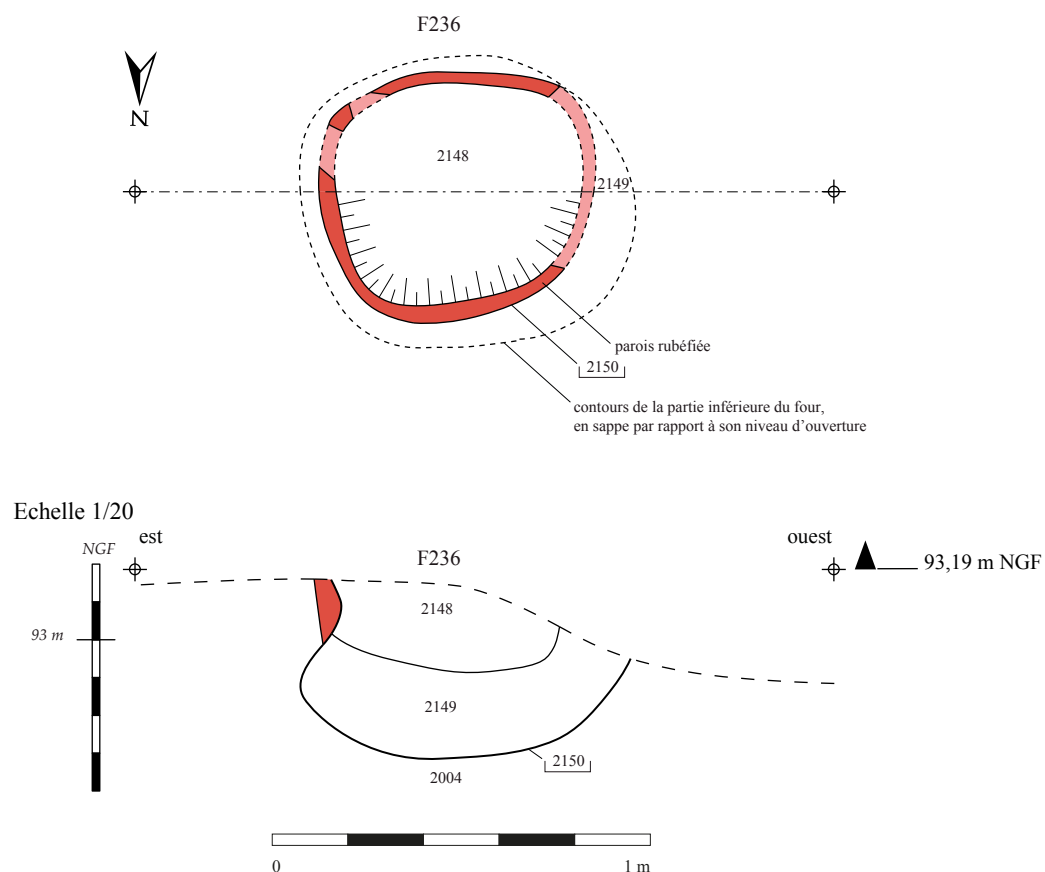 F236
N
2148
2149
parois rubéfiée
2150
contours de la partie inférieure du four,
en sappe par rapport à son niveau d'ouverture
Echelle 1/20
NGF
est
F236
ouest
93,19 m NGF
2148
93 m
2149
2150
2004
0
1 m